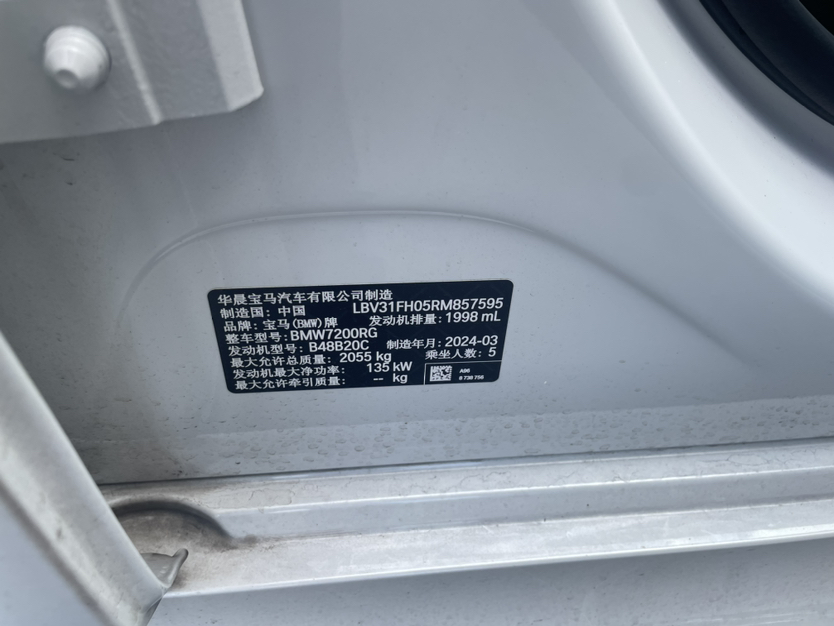 华晨宝马汽车有限公司制造
制造国: 中国 LBV31FH05RM857595
品牌: 宝马(BMW)牌 发动机排量: 1998 mL
整车型号: BMW7200RG
发动机型号: B48B20C 制造年月: 2024-03
最大允许总质量: 2055 kg 乘坐人数: 5
发动机最大净功率: 135 kW
最大允许牵引质量: -- kg
A96
8 738 756